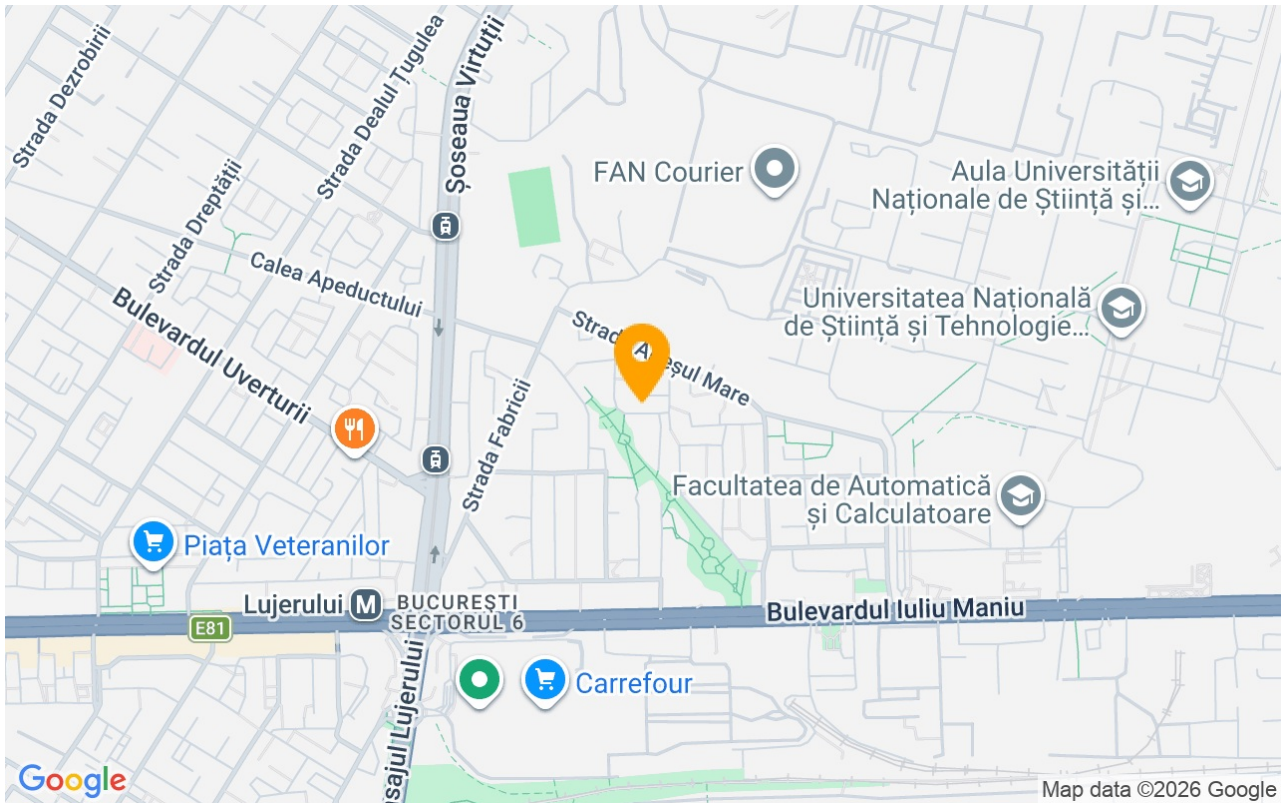 Strada Dezrobirii
Strada Dealul Țugulea
Șoseaua Virtuții
Strada Dreptății
FAN Courier
Aula Universității
Naționale de Știință și...
Calea Apeductului
Bulevardul Uverturii
Universitatea Națională
de Știință și Tehnologie...
Mare
Strada Fabricii
Facultatea de Automatică
și Calculatoare
Piața Veteranilor
Lujerului M
BUCUREȘTI
SECTORUL 6
E81
Bulevardul Iuliu Maniu
Lujerului
Carrefour
Google
Map data ©2026 Google